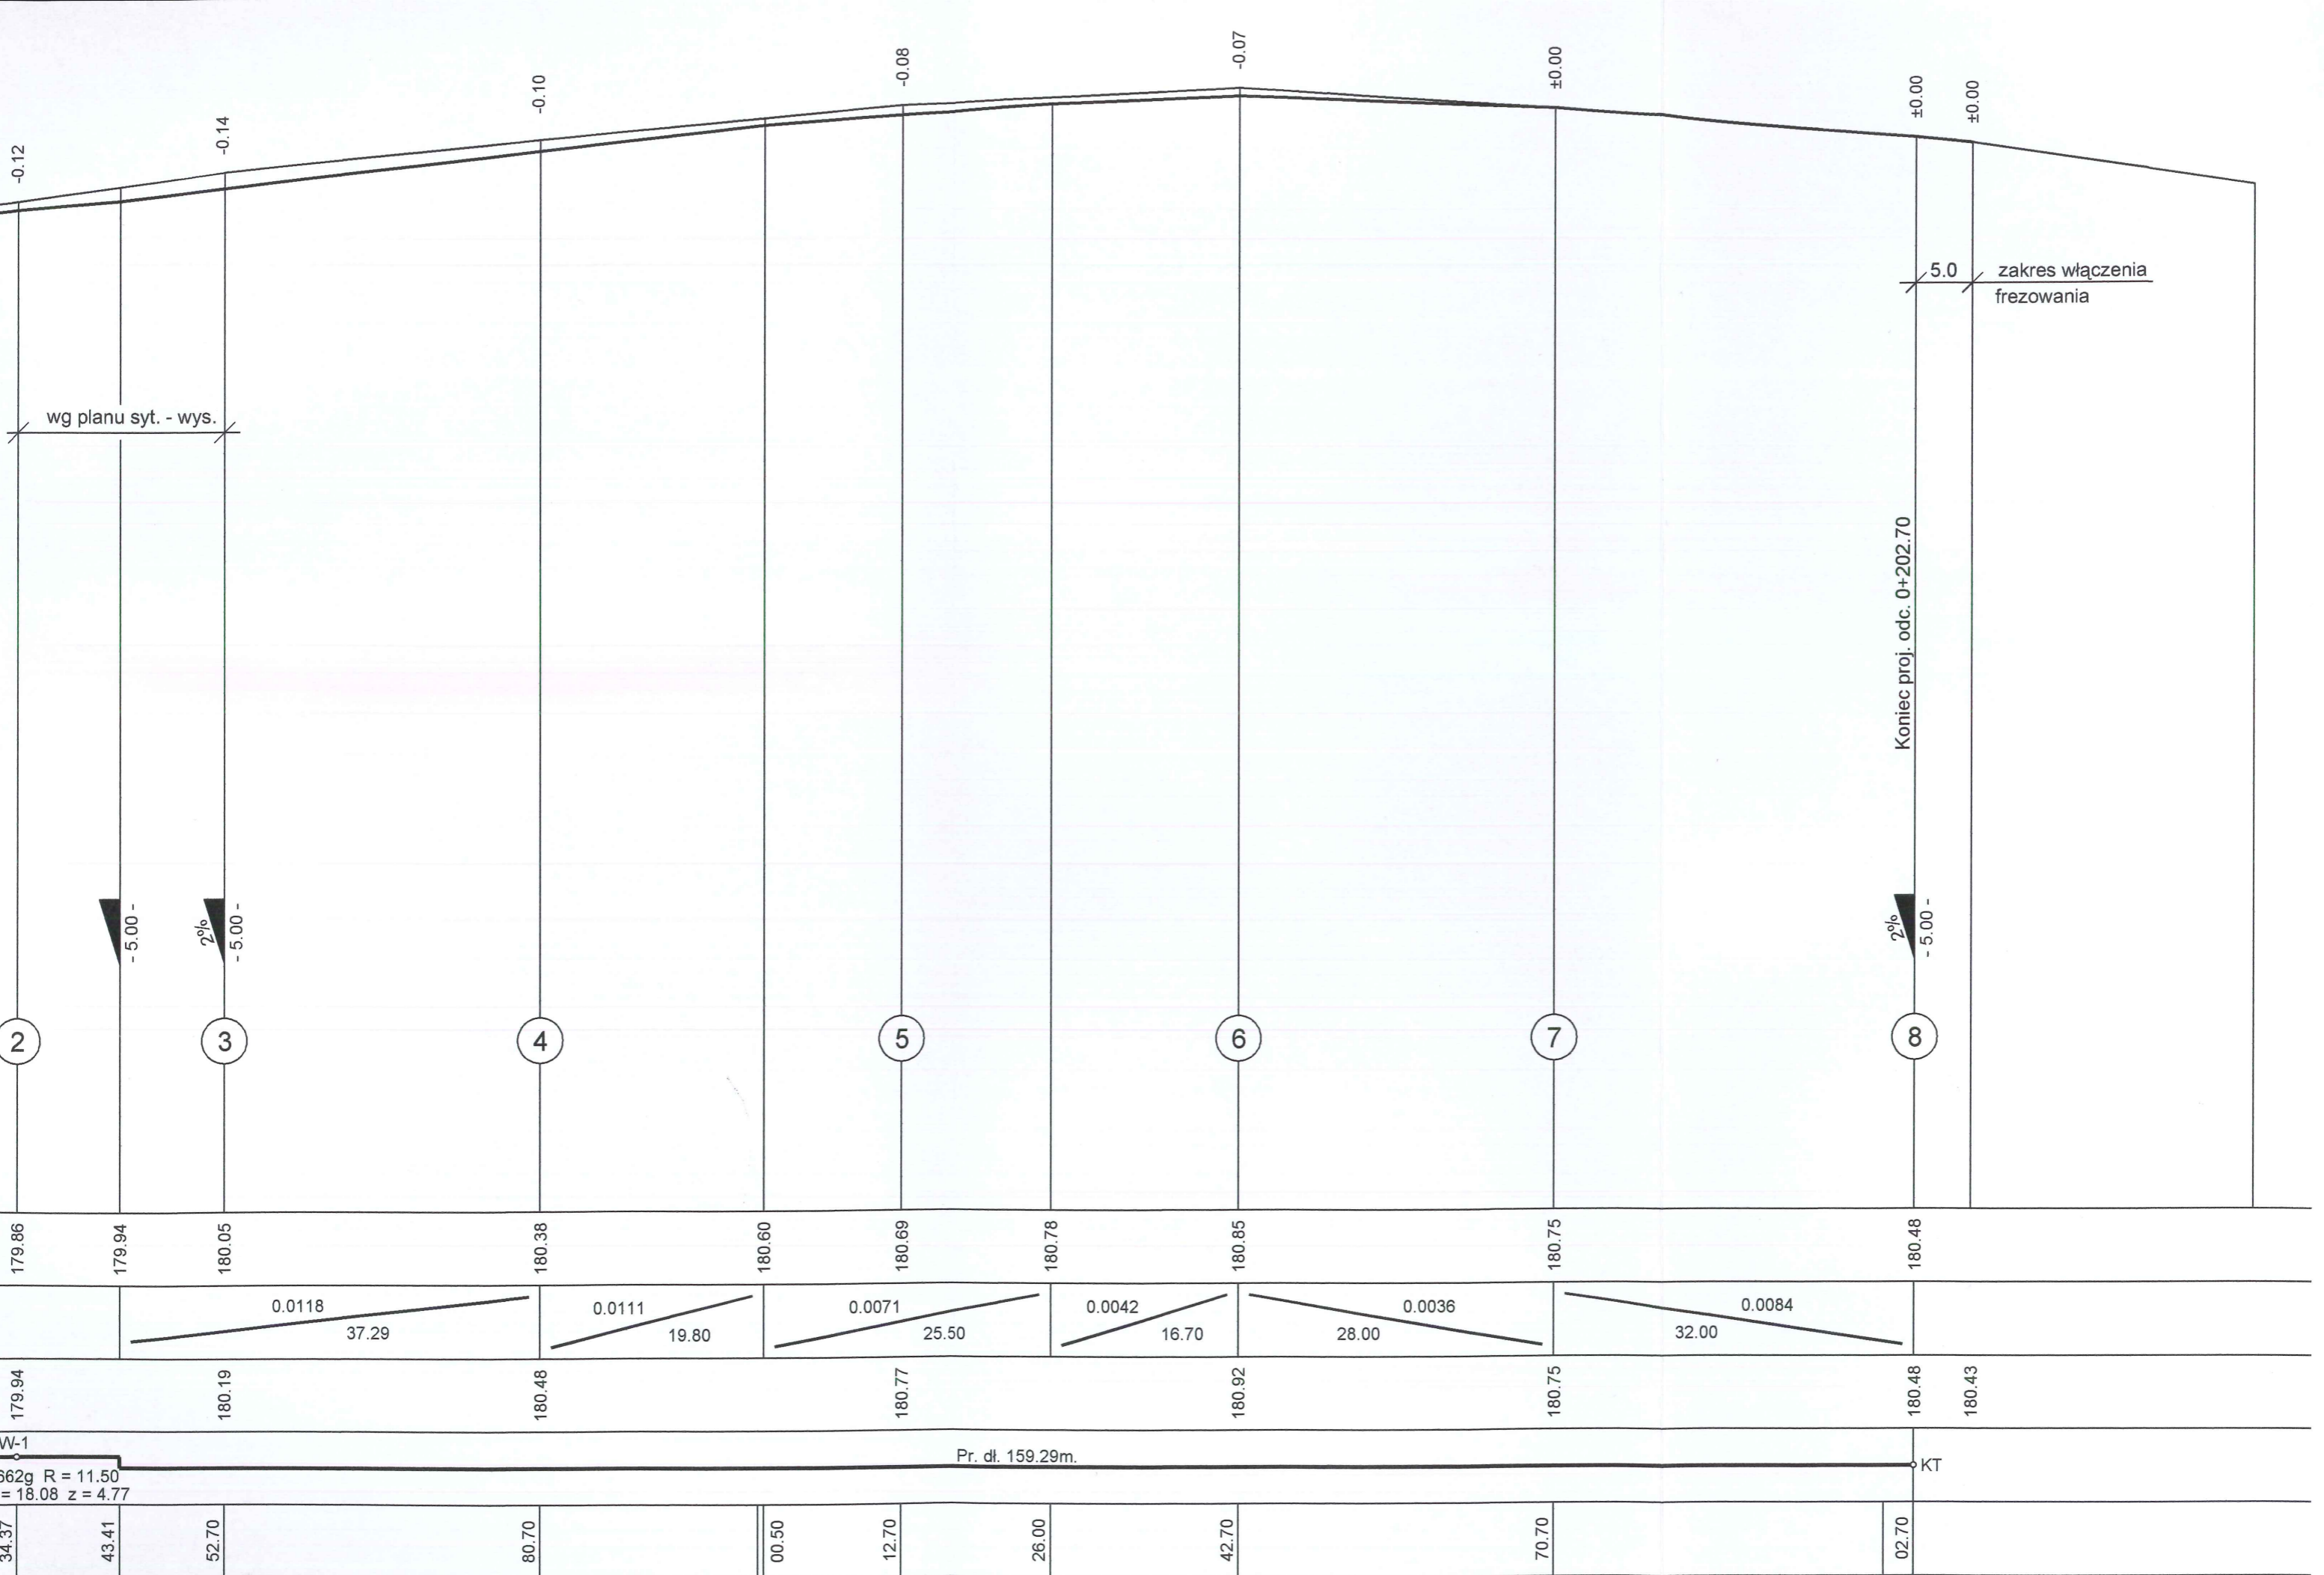 -0.12
-0.14
-0.10
-0.08
-0.07
±0.00
±0.00
±0.00
5.0 zakres włączenia
frezowania
wg planu syt. - wys.
Koniec proj. odc. 0+202.70
- 5.00 -
2%
- 5.00 -
2%
- 5.00 -
2 3 4 5 6 7 8
179.86 179.94 180.05 180.38 180.60 180.69 180.78 180.85 180.75 180.48
0.0118 0.0111 0.0071 0.0042 0.0036 0.0084
37.29 19.80 25.50 16.70 28.00 32.00
179.94 180.19 180.48 180.77 180.92 180.75 180.48 180.43
W-1
Pr. dł. 159.29m.
KT
662g R = 11.50
= 18.08 z = 4.77
34.37 43.41 52.70 80.70 00.50 12.70 26.00 42.70 70.70 02.70